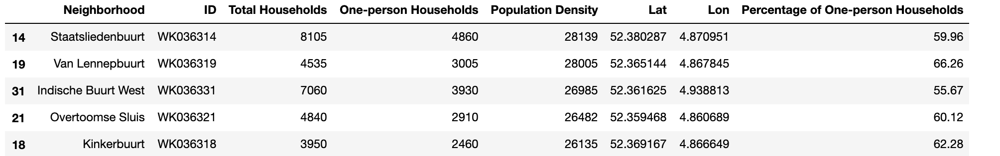 Neighborhood ID Total Households One-person Households Population Density Lat Lon Percentage of One-person Households
14 Staatsliedenbuurt WK036314 8105 4860 28139 52.380287 4.870951 59.96
19 Van Lennepbuurt WK036319 4535 3005 28005 52.365144 4.867845 66.26
31 Indische Buurt West WK036331 7060 3930 26985 52.361625 4.938813 55.67
21 Overtoomse Sluis WK036321 4840 2910 26482 52.359468 4.860689 60.12
18 Kinkerbuurt WK036318 3950 2460 26135 52.369167 4.866649 62.28